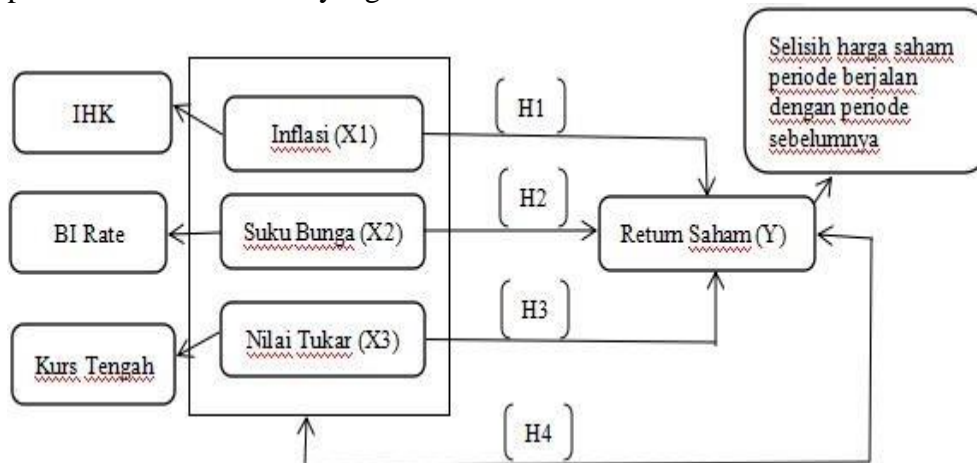 IHK
BI Rate
Kurs Tengah
Inflasi (X1)
Suku Bunga (X2)
Nilai Tukar (X3)
H1
H2
H3
H4
Return Saham (Y)
Selisih harga saham
periode berjalan
dengan periode
sebelumnya